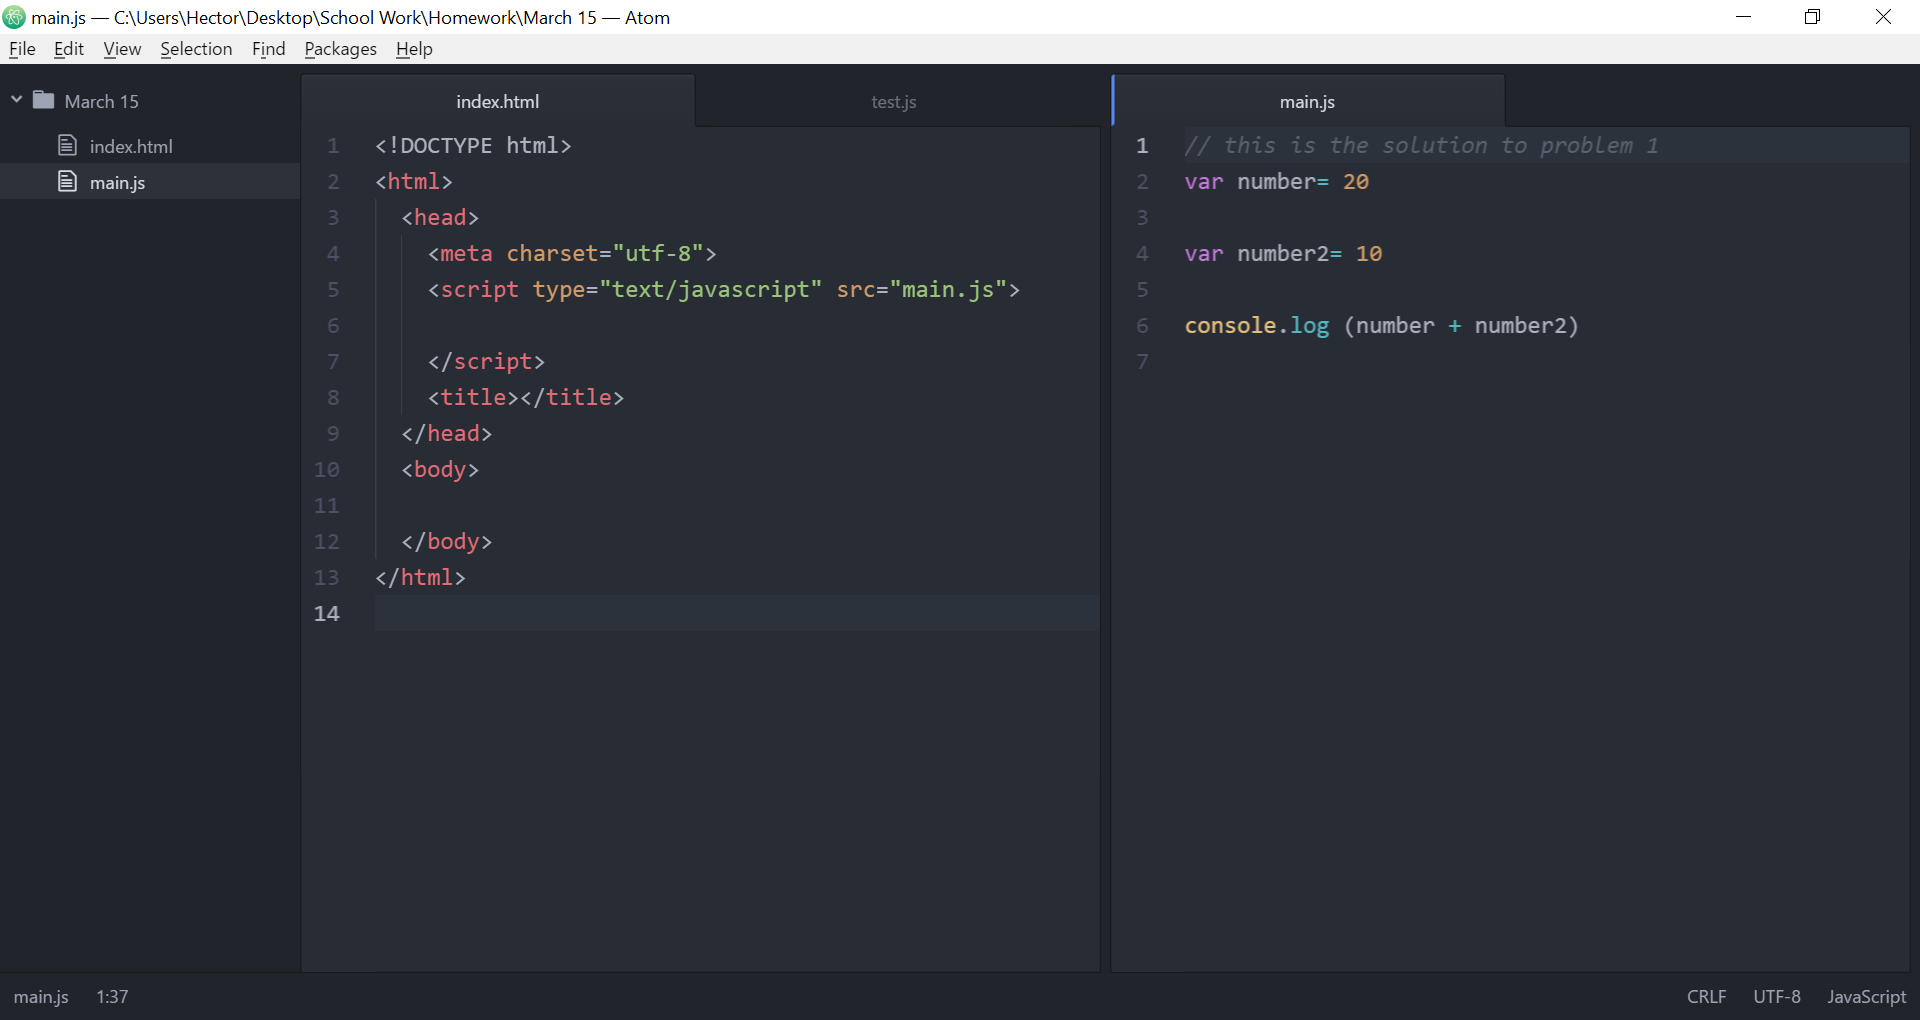 main.js — C:\Users\Hector\Desktop\School Work\Homework\March 15 — Atom
File Edit View Selection Find Packages Help
March 15
index.html
main.js
index.html
test.js
1 <!DOCTYPE html>
2 <html>
3 <head>
4 <meta charset="utf-8">
5 <script type="text/javascript" src="main.js">
6
7 </script>
8 <title></title>
9 </head>
10 <body>
11
12 </body>
13 </html>
14
main.js
1 // this is the solution to problem 1
2 var number= 20
3
4 var number2= 10
5
6 console.log (number + number2)
7
main.js 1:37 CRLF UTF-8 JavaScript